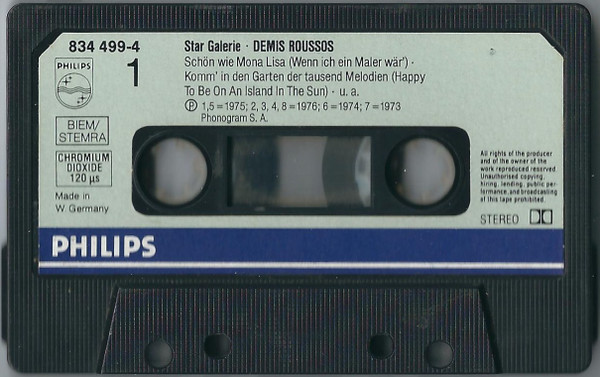 834 499-4
Star Galerie · DEMIS ROUSSOS
PHILIPS
1
Schön wie Mona Lisa (Wenn ich ein Maler wär') ·
Komm' in den Garten der tausend Melodien (Happy
To Be On An Island In The Sun) · u. a.
Ⓟ 1,5 = 1975; 2, 3, 4, 8 = 1976; 6 = 1974; 7 = 1973
Phonogram S. A.
BIEM/
STEMRA
CHROMIUM
DIOXIDE
120 µs
Made in
W. Germany
All rights of the producer
and of the owner of the
work reproduced reserved.
Unauthorised copying,
hiring, lending, public per-
formance, and broadcasting
of this tape prohibited.
STEREO
PHILIPS